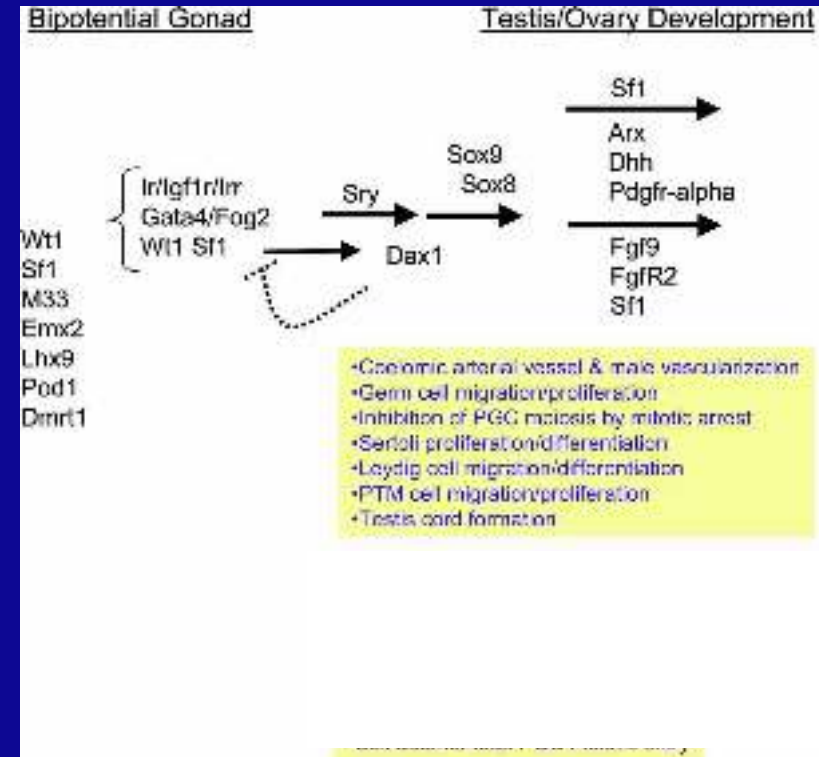 Bipotential Gonad
Testis/Ovary Development
Wt1
Sf1
M33
Emx2
Lhx9
Pod1
Dmrt1
Ir/Igf1r/Irr
Gata4/Fog2
Wt1 Sf1
Sry
Dax1
Sox9
Sox8
Sf1
Arx
Dhh
Pdgfr-alpha
Fgf9
FgfR2
Sf1
•Coelomic arterial vessel & male vascularization
•Germ cell migration/proliferation
•Inhibition of PGC meiosis by mitotic arrest
•Sertoli proliferation/differentiation
•Leydig cell migration/differentiation
•PTM cell migration/proliferation
•Testis cord formation